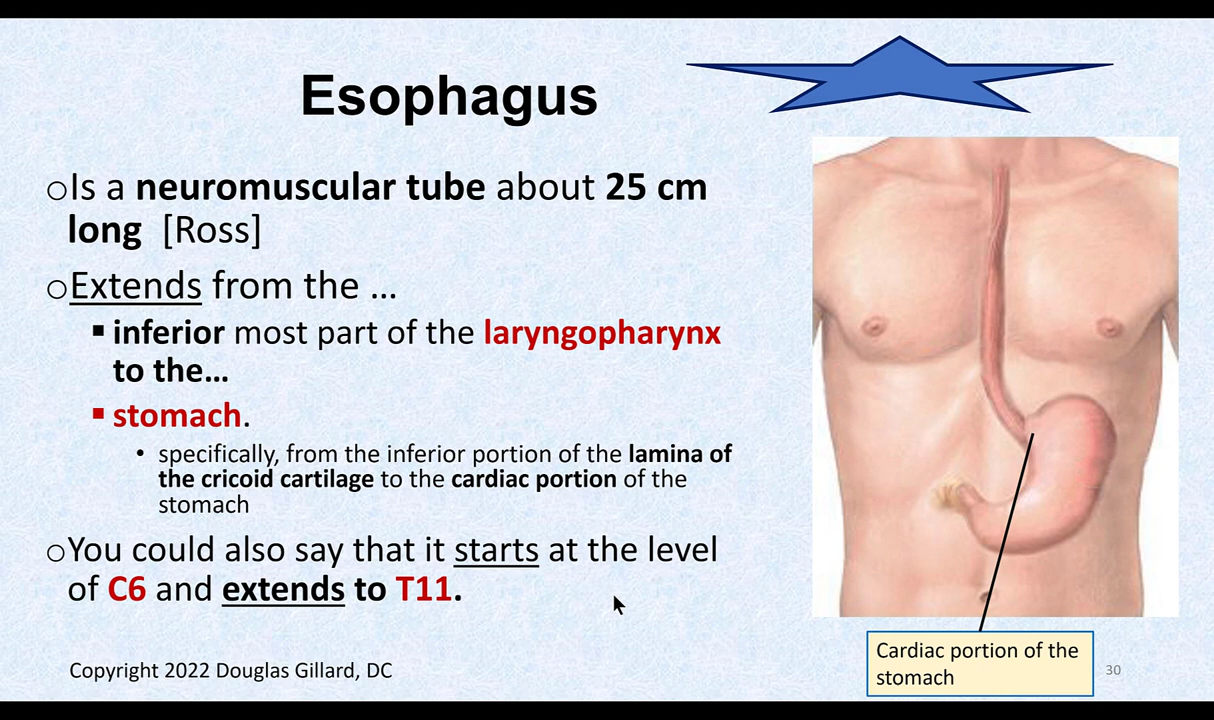 Esophagus
oIs a neuromuscular tube about 25 cm
long [Ross]
oExtends from the …
▪inferior most part of the laryngopharynx
to the…
▪stomach.
• specifically, from the inferior portion of the lamina of
the cricoid cartilage to the cardiac portion of the
stomach
oYou could also say that it starts at the level
of C6 and extends to T11.
Copyright 2022 Douglas Gillard, DC
Cardiac portion of the
stomach
30